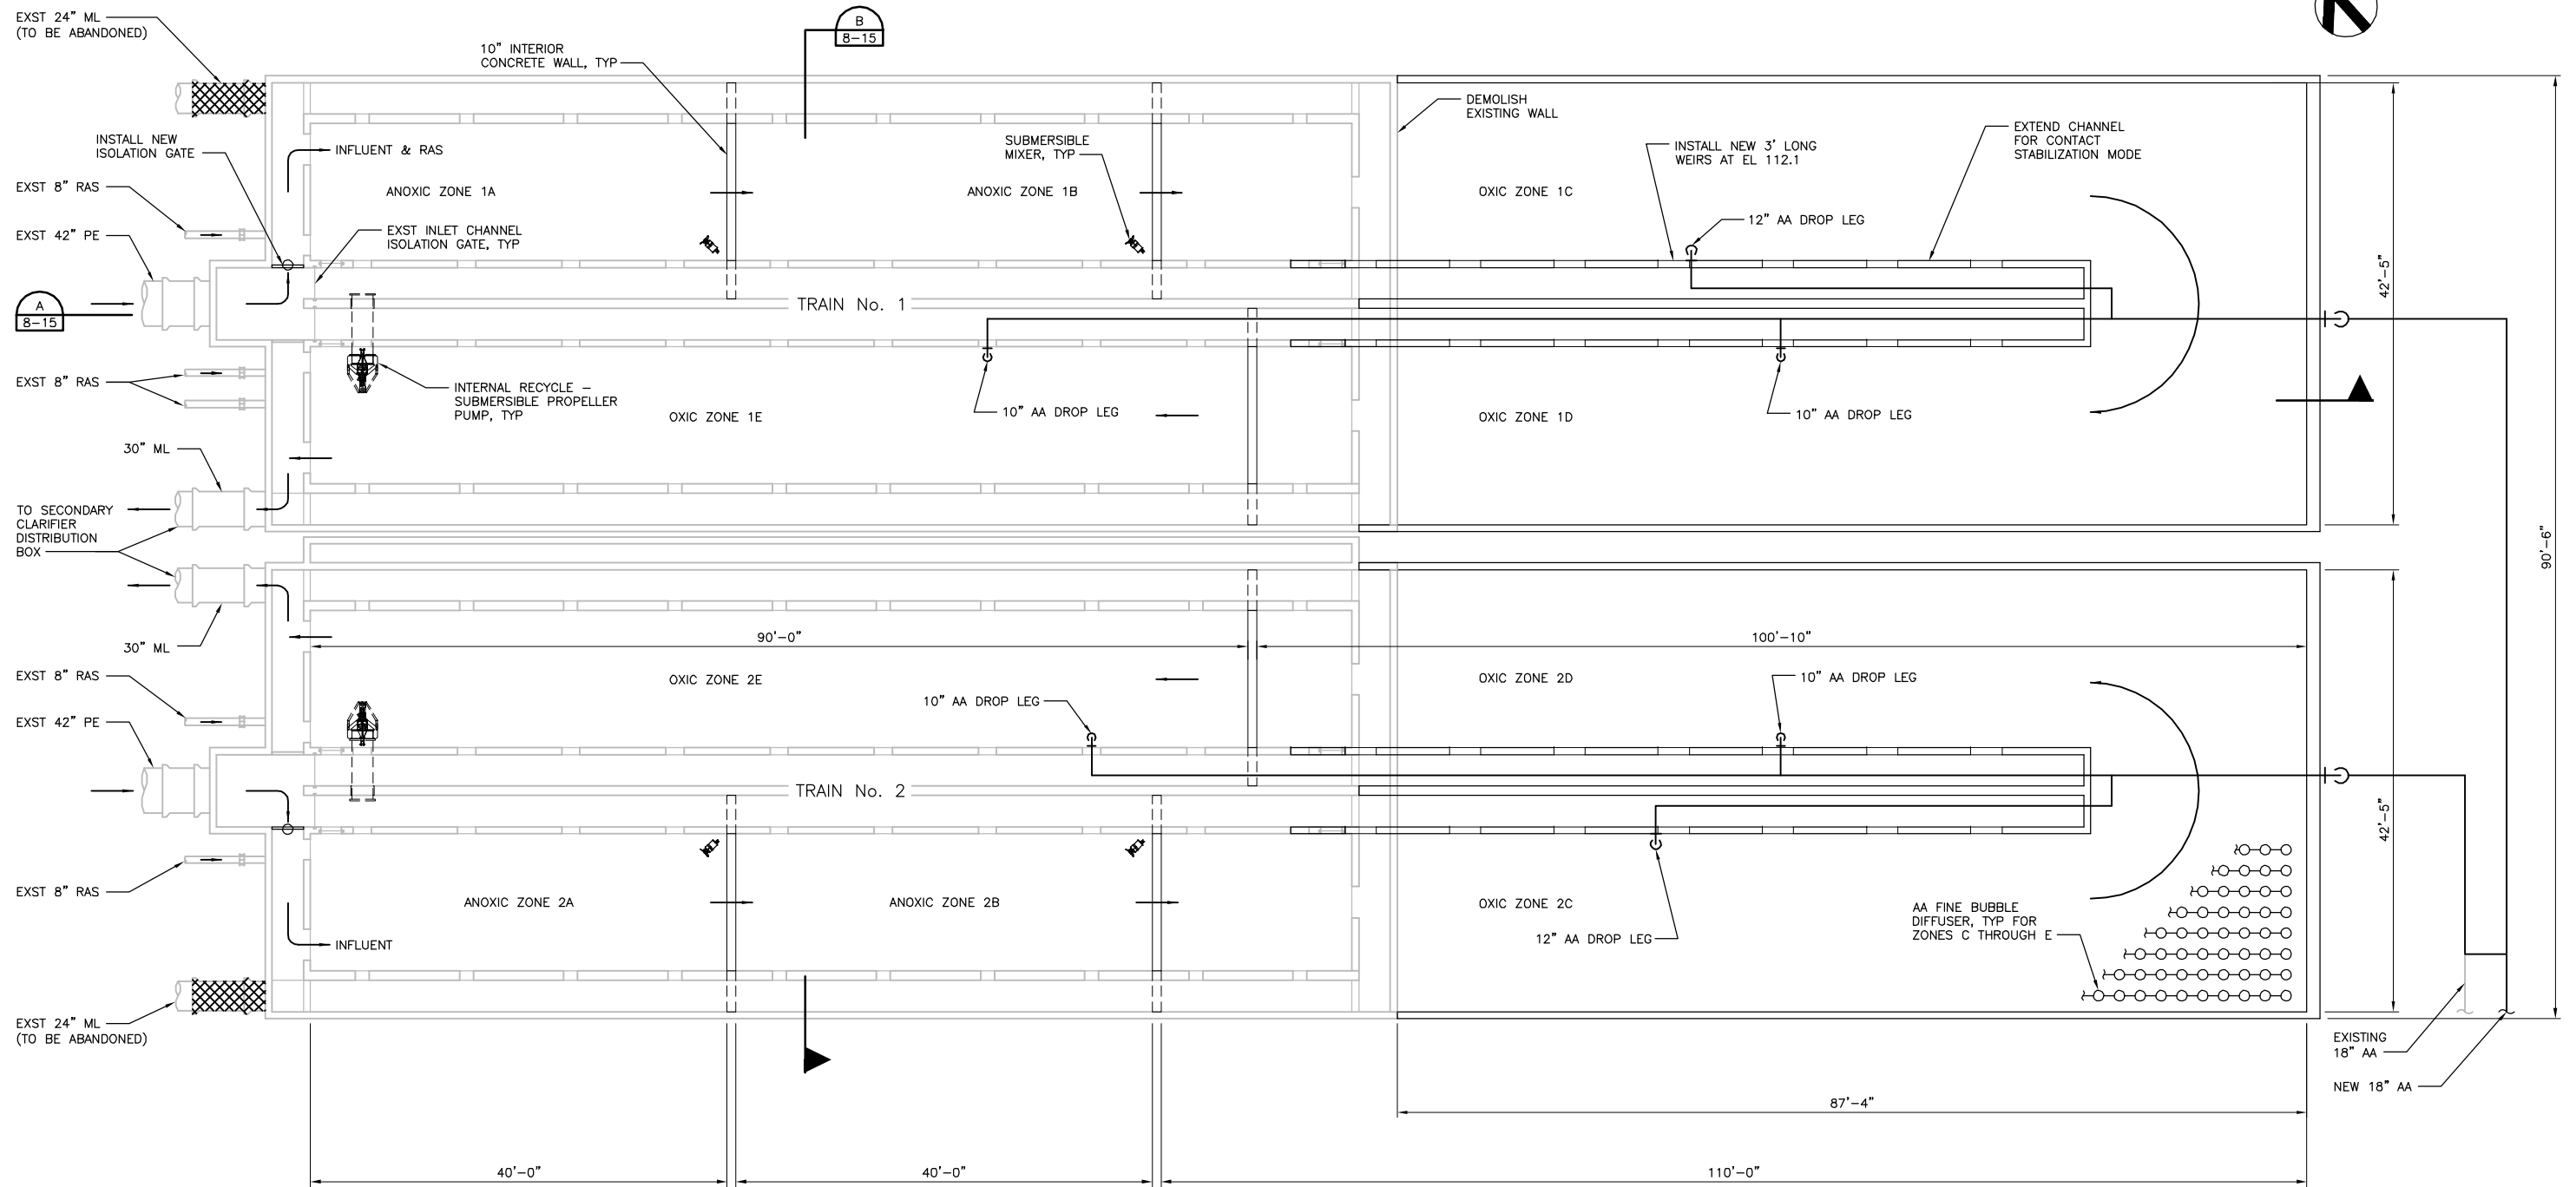 EXST 24" ML
(TO BE ABANDONED)
B
8-15
10" INTERIOR
CONCRETE WALL, TYP
DEMOLISH
EXISTING WALL
INSTALL NEW
ISOLATION GATE
INFLUENT & RAS
SUBMERSIBLE
MIXER, TYP
INSTALL NEW 3' LONG
WEIRS AT EL 112.1
EXTEND CHANNEL
FOR CONTACT
STABILIZATION MODE
EXST 8" RAS
ANOXIC ZONE 1A
ANOXIC ZONE 1B
OXIC ZONE 1C
EXST 42" PE
EXST INLET CHANNEL
ISOLATION GATE, TYP
12" AA DROP LEG
42'-5"
A
8-15
TRAIN No. 1
EXST 8" RAS
INTERNAL RECYCLE –
SUBMERSIBLE PROPELLER
PUMP, TYP
OXIC ZONE 1E
10" AA DROP LEG
OXIC ZONE 1D
10" AA DROP LEG
30" ML
TO SECONDARY
CLARIFIER
DISTRIBUTION
BOX
90'-6"
30" ML
90'-0"
100'-10"
EXST 8" RAS
OXIC ZONE 2E
OXIC ZONE 2D
10" AA DROP LEG
10" AA DROP LEG
EXST 42" PE
TRAIN No. 2
42'-5"
EXST 8" RAS
ANOXIC ZONE 2A
ANOXIC ZONE 2B
OXIC ZONE 2C
AA FINE BUBBLE
DIFFUSER, TYP FOR
ZONES C THROUGH E
INFLUENT
12" AA DROP LEG
EXST 24" ML
(TO BE ABANDONED)
EXISTING
18" AA
NEW 18" AA
87'-4"
40'-0"
40'-0"
110'-0"